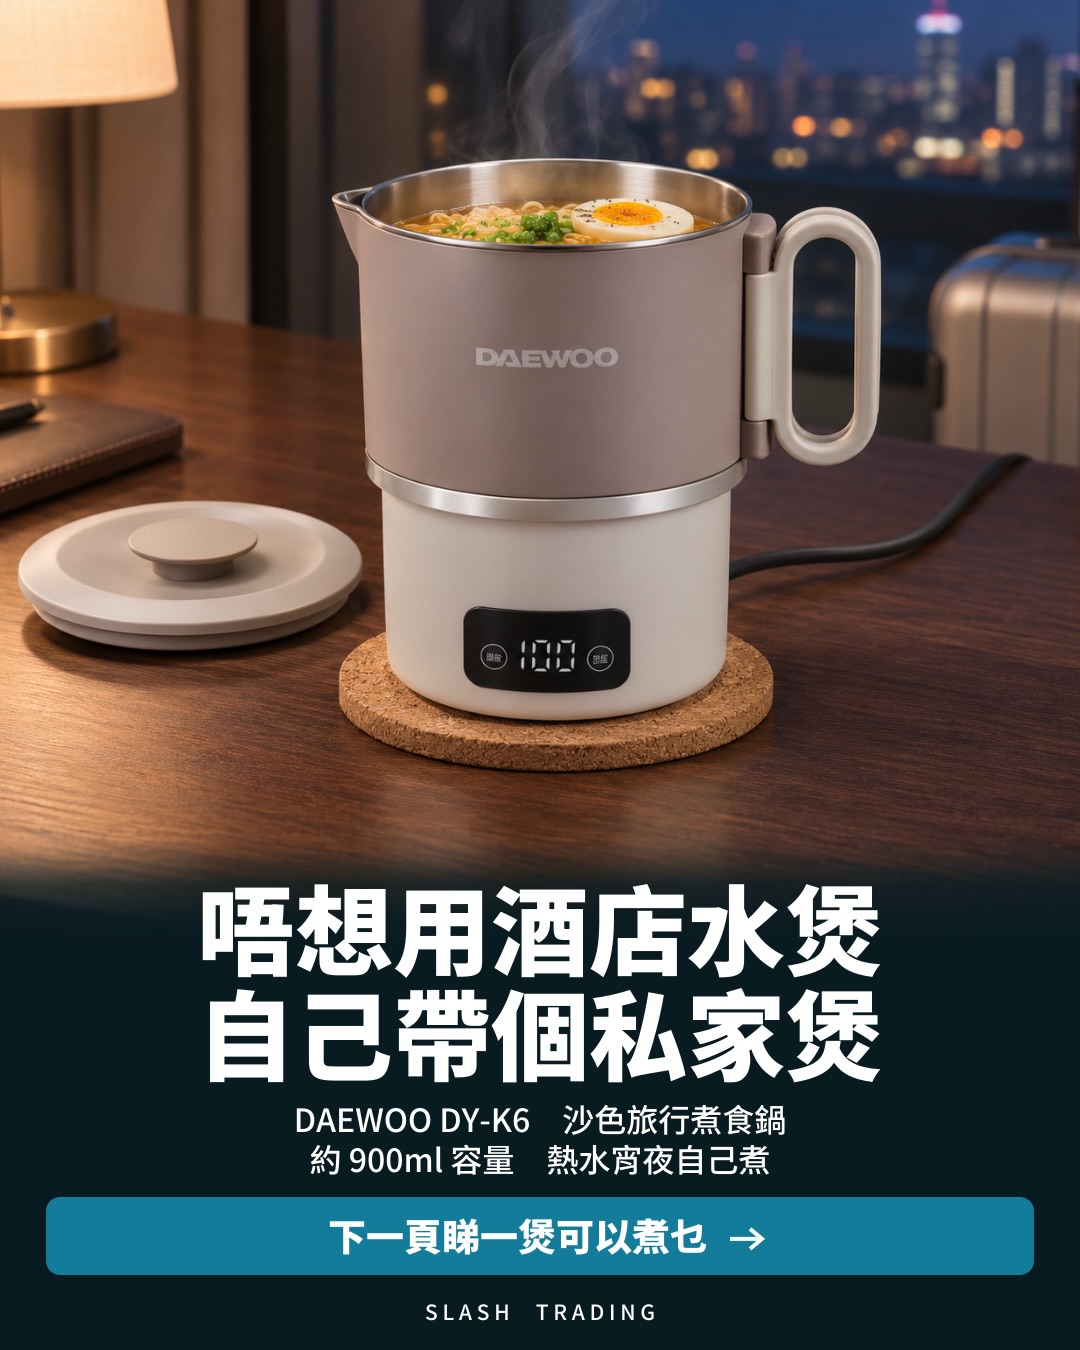 DAEWOO
100
唔想用酒店水煲
自己帶個私家煲
DAEWOO DY-K6　沙色旅行煮食鍋
約 900ml 容量　熱水宵夜自己煮
下一頁睇一煲可以煮乜 →
SLASH TRADING